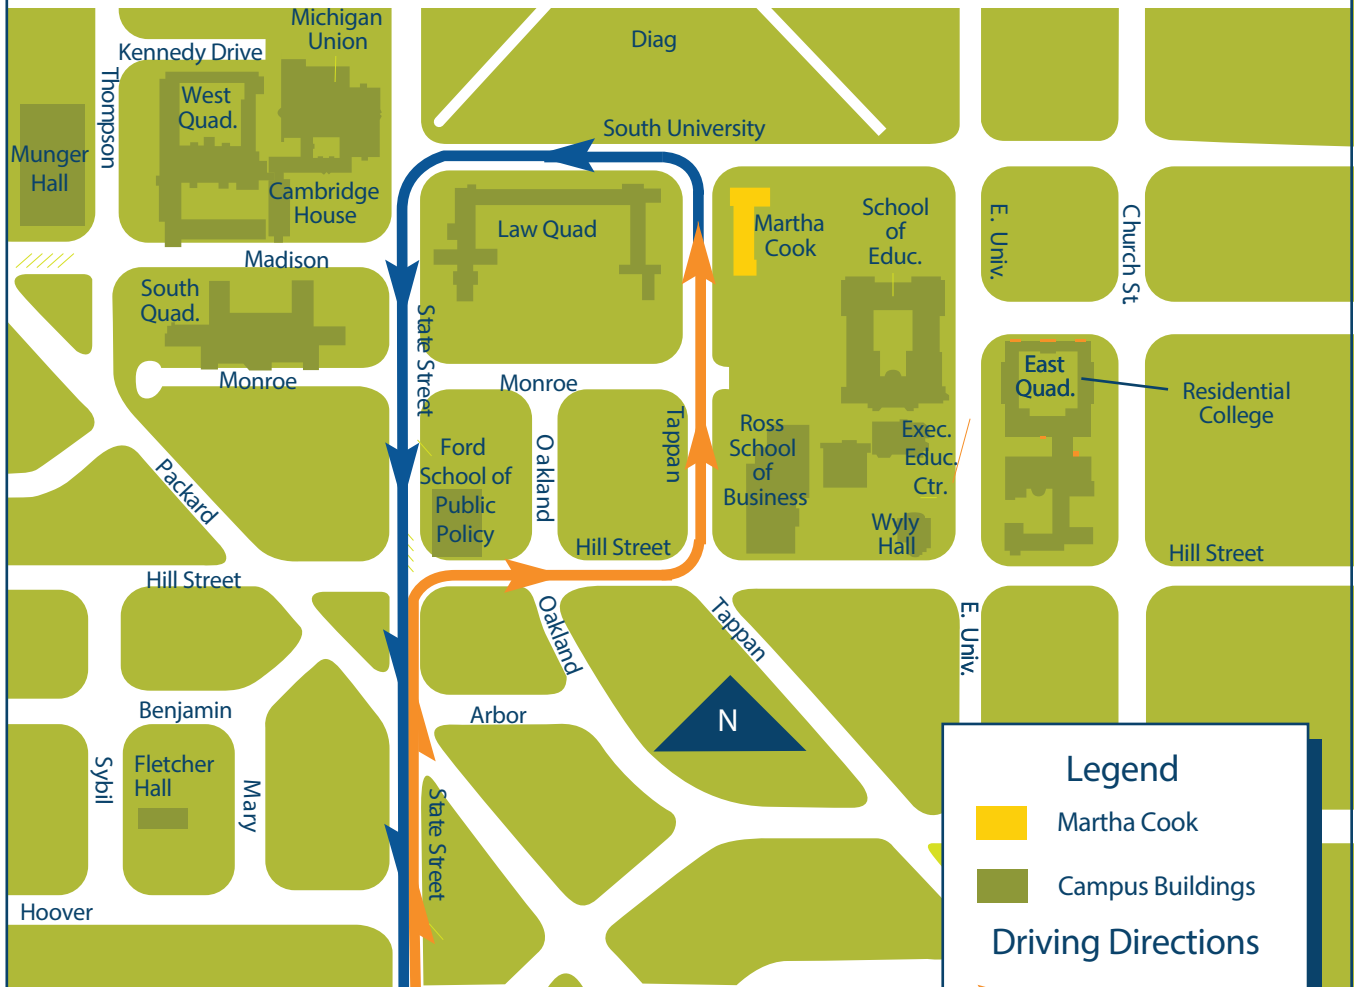 Michigan
Union
Diag
Kennedy Drive
Thompson
West
Quad.
South University
Munger
Hall
Cambridge
House
Law Quad
Martha
Cook
School
of
Educ.
E. Univ.
Church St.
Madison
South
Quad.
State Street
Monroe
Monroe
East
Quad.
Residential
College
Tappan
Oakland
Ford
School of
Public
Policy
Ross
School
of
Business
Exec.
Educ.
Ctr.
Wyly
Hall
Packard
Hill Street
Hill Street
Hill Street
Oakland
Tappan
E. Univ.
Benjamin
Arbor
N
Sybil
Fletcher
Hall
Mary
State Street
Hoover
Legend
Martha Cook
Campus Buildings
Driving Directions